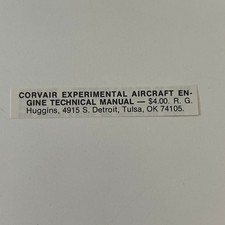 CORVAIR EXPERIMENTAL AIRCRAFT EN-
GINE TECHNICAL MANUAL — $4.00. R. G.
Huggins, 4915 S. Detroit, Tulsa, OK 74105.